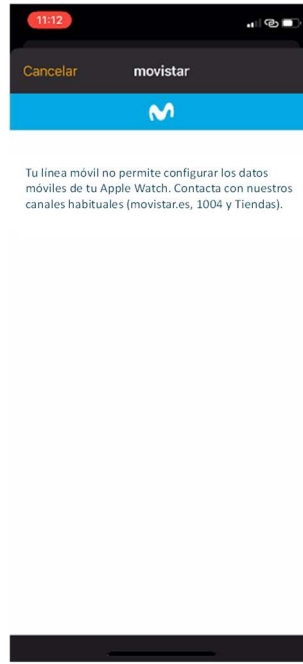 11:12
Cancelar
movistar
Tu línea móvil no permite configurar los datos
móviles de tu Apple Watch. Contacta con nuestros
canales habituales (movistar.es, 1004 y Tiendas).